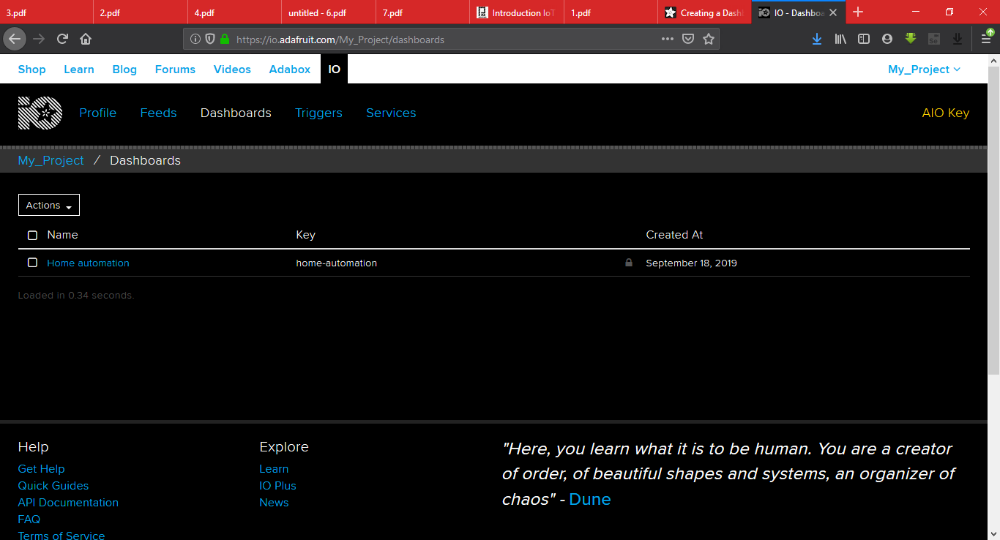 3.pdf 2.pdf 4.pdf untitled - 6.pdf 7.pdf Introduction IoT 1.pdf Creating a Dash IO - Dashboa
https://io.adafruit.com/My_Project/dashboards
Shop Learn Blog Forums Videos Adabox IO My_Project
Profile Feeds Dashboards Triggers Services AIO Key
My_Project / Dashboards
Actions
Name Key Created At
Home automation home-automation September 18, 2019
Loaded in 0.34 seconds.
Help Explore
"Here, you learn what it is to be human. You are a creator
of order, of beautiful shapes and systems, an organizer of
chaos" - Dune
Get Help Learn
Quick Guides IO Plus
API Documentation News
FAQ
Terms of Service